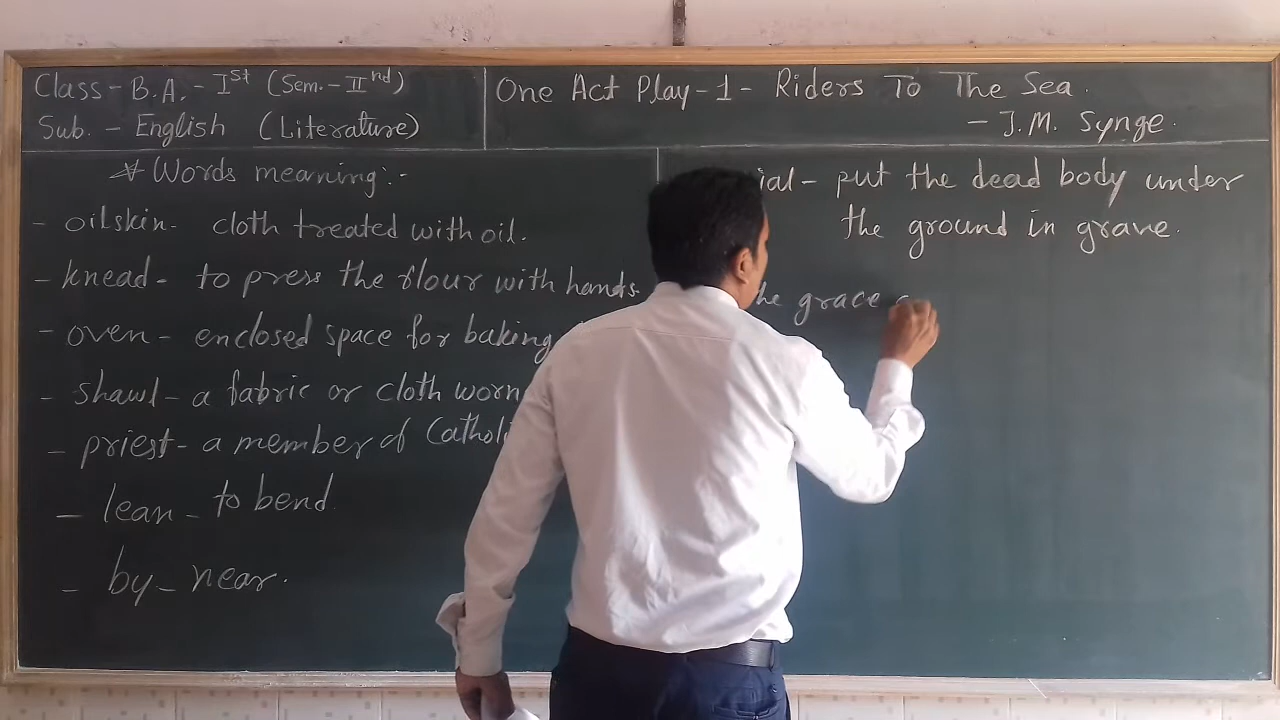 Class - B.A. - Ist (Sem. - IInd)
Sub. - English (Literature)
One Act Play - 1 - Riders To The Sea.
- J.M. Synge.
* Words meaning:-
- oilskin - cloth treated with oil.
- knead - to press the flour with hands.
- oven - enclosed space for baking
- shawl - a fabric or cloth worn
- priest - a member of
- lean - to bend.
- by - near.
put the dead body under
the ground in grave.
grace